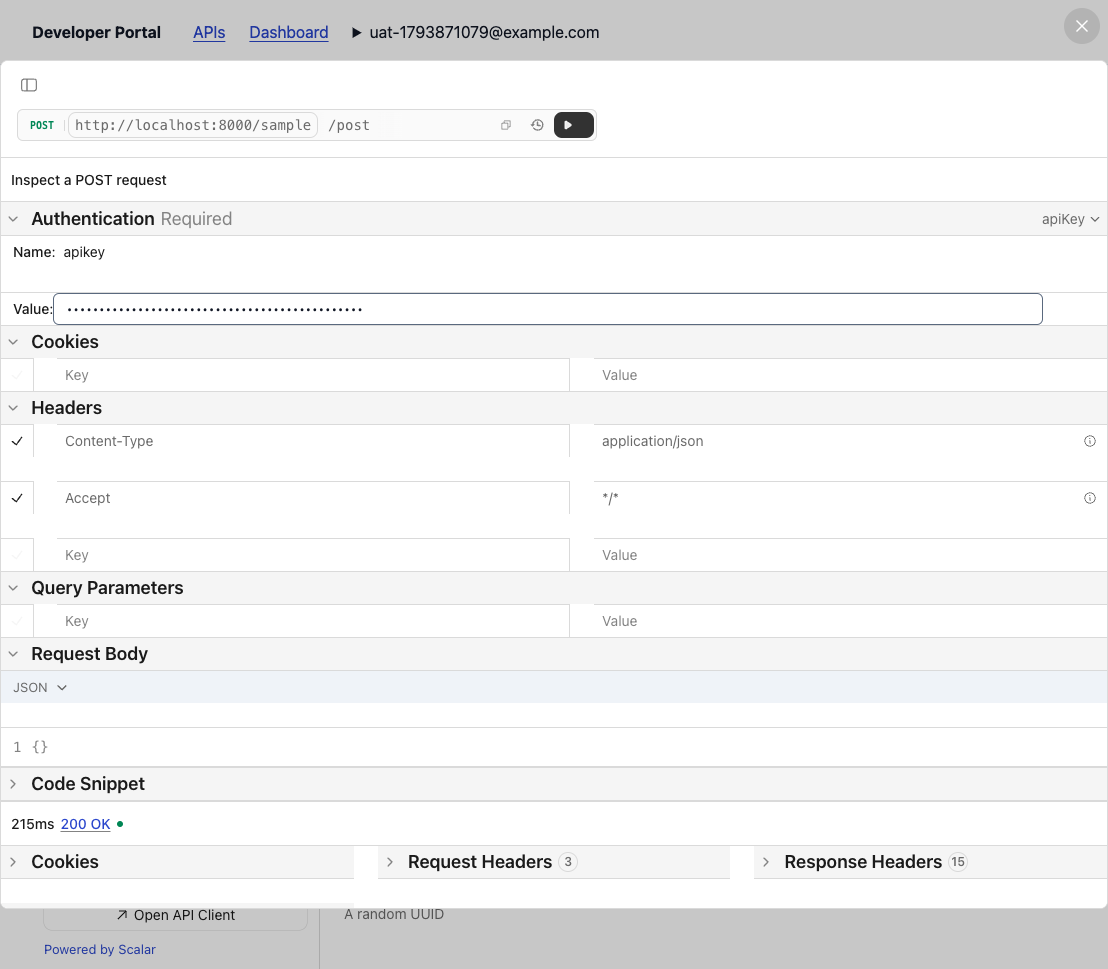 Developer Portal APIs Dashboard ▶ uat-1793871079@example.com
POST http://localhost:8000/sample /post
Inspect a POST request
Authentication Required apiKey
Name: apikey
Value: ••••••••••••••••••••••••••••••••••••••••••••••
Cookies
Key Value
Headers
Content-Type application/json
Accept */*
Key Value
Query Parameters
Key Value
Request Body
JSON
1 {}
Code Snippet
215ms 200 OK
Cookies Request Headers 3 Response Headers 15
Open API Client A random UUID
Powered by Scalar